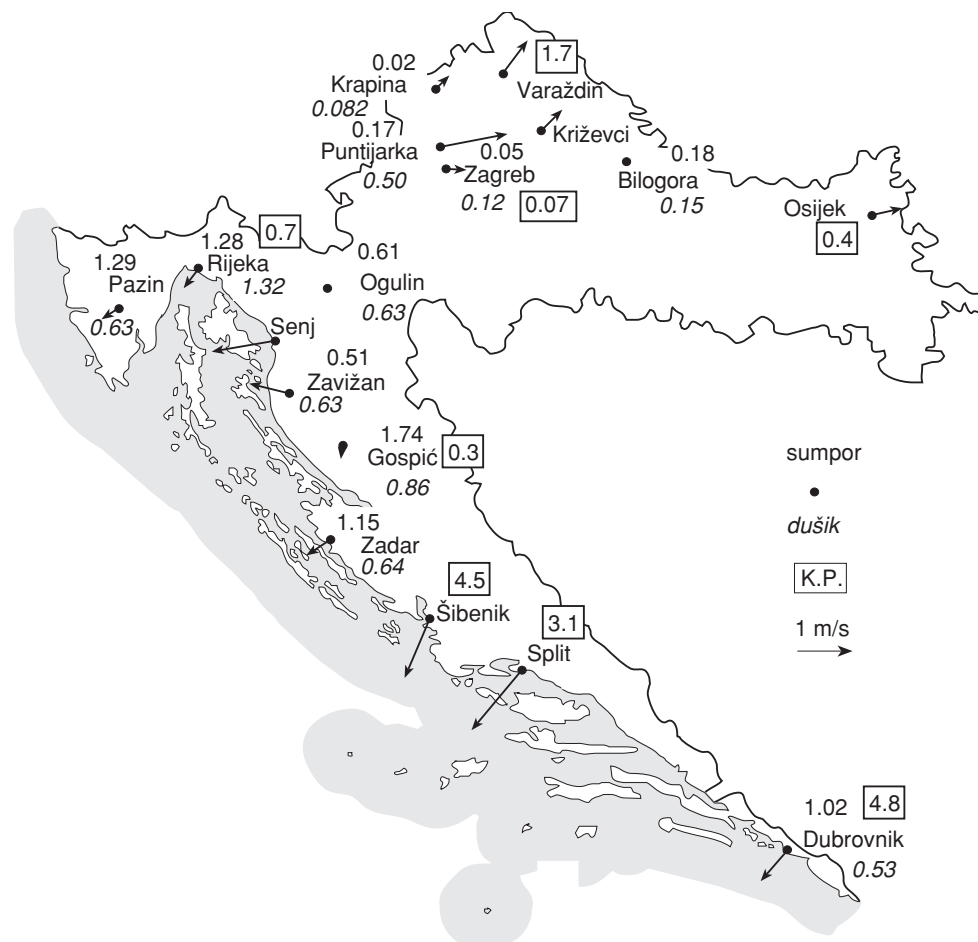 0.02
1.7
Krapina
Varaždin
0.082
0.17
Križevci
Puntijarka
0.05
0.18
Zagreb
Bilogora
0.50
0.12
0.07
0.15
Osijek
0.4
1.28
0.7
0.61
1.29
Rijeka
Pazin
1.32
Ogulin
0.63
0.63
Senj
0.51
Zavižan
0.63
1.74
Gospić
0.3
0.86
sumpor
dušik
1.15
Zadar
0.64
K.P.
4.5
Šibenik
3.1
1 m/s
Split
1.02
4.8
Dubrovnik
0.53